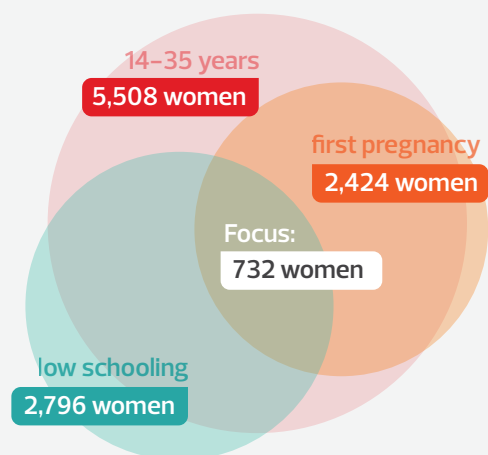 14–35 years
5,508 women
first pregnancy
2,424 women
Focus:
732 women
low schooling
2,796 women